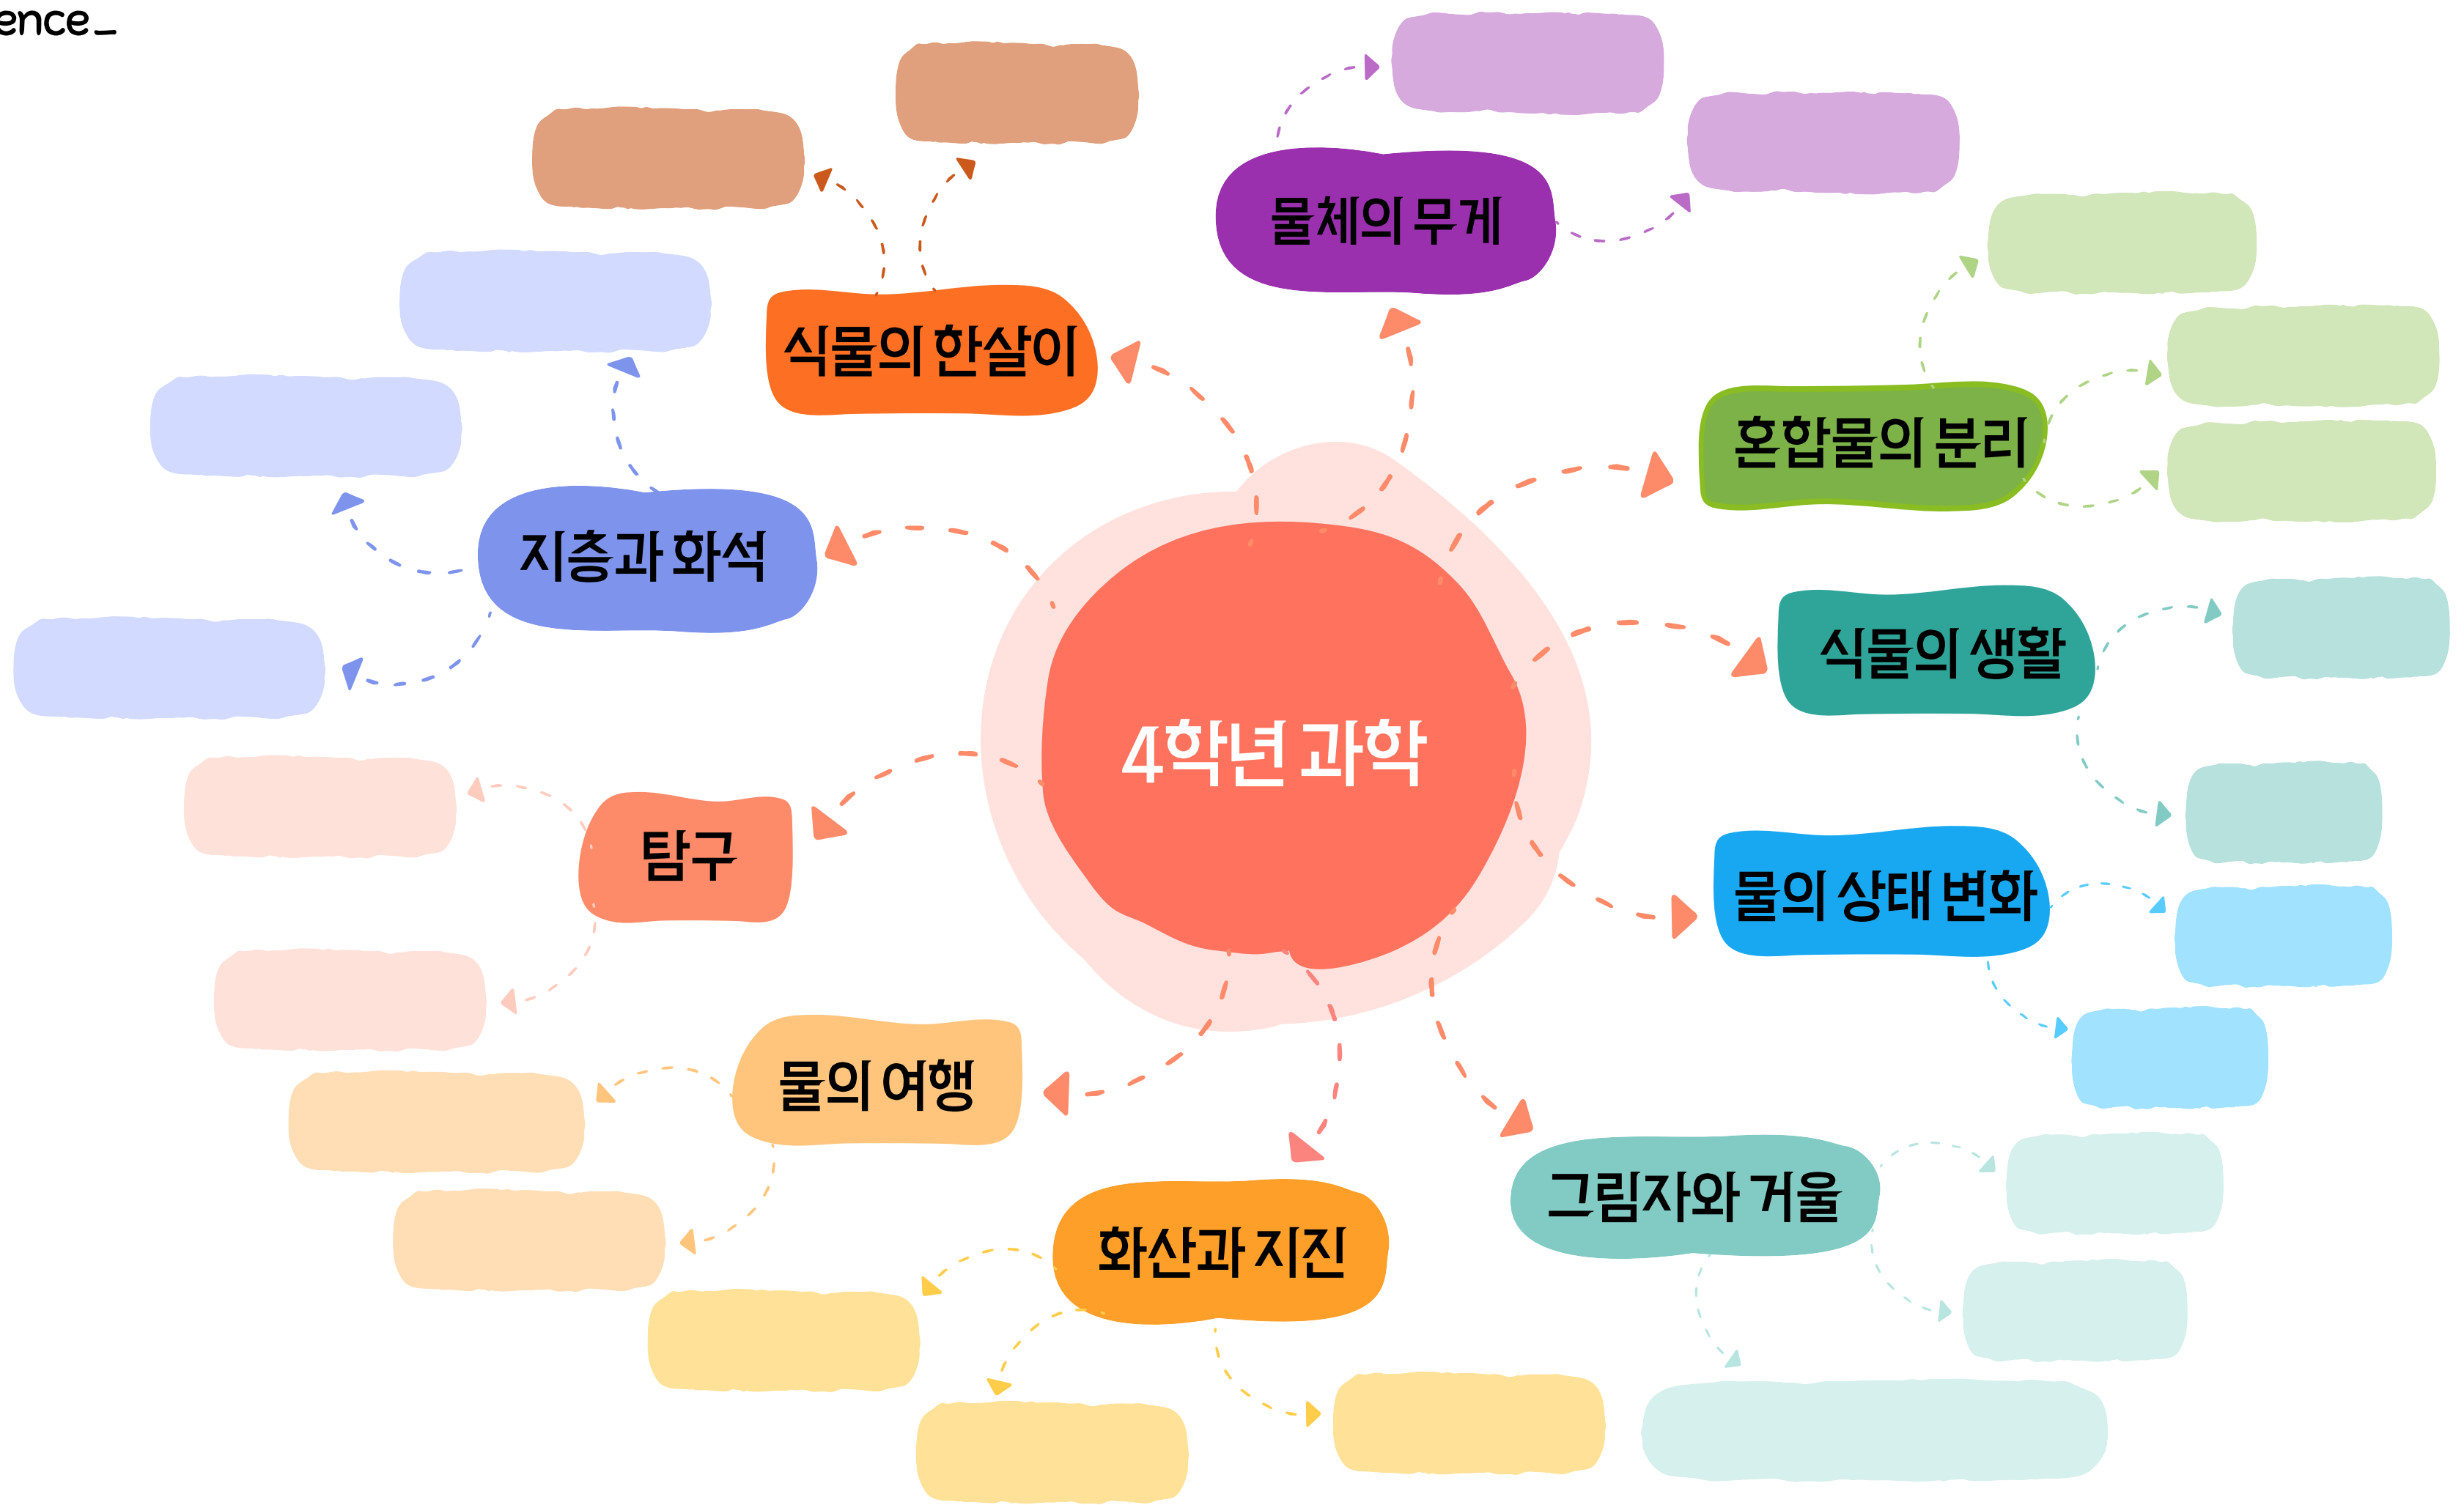 ence_
물체의 무게
식물의 한살이
혼합물의 분리
지층과 화석
식물의 생활
4학년 과학
탐구
물의 상태 변화
물의 여행
그림자와 거울
화산과 지진